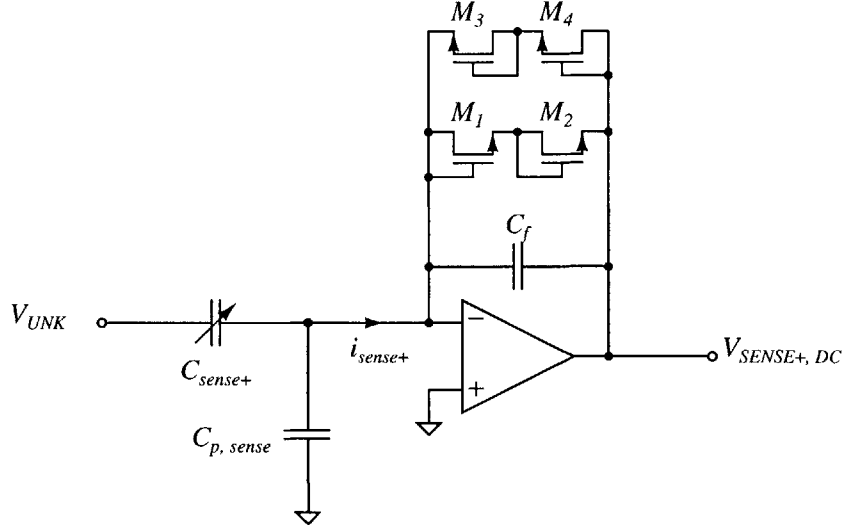 M3 M4
M1 M2
Cf
VUNK
−
isense+
VSENSE+, DC
Csense+
+
Cp, sense